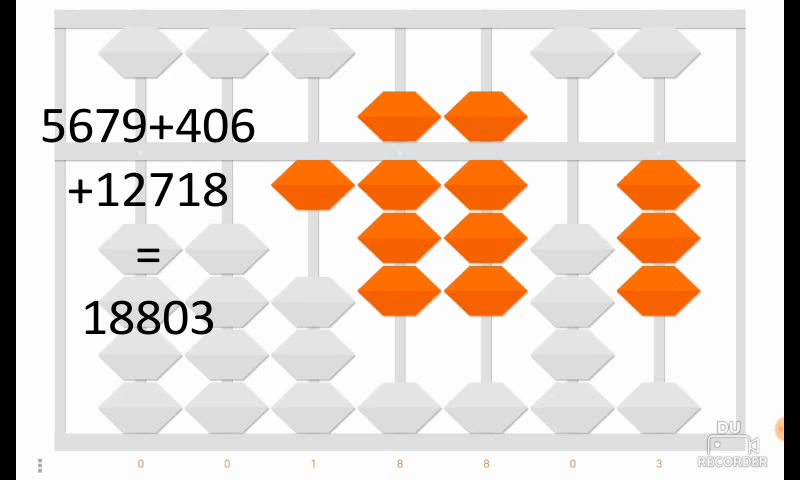 5679+406
+12718
=
18803
0 0 1 8 8 0 3
DU
RECORDER